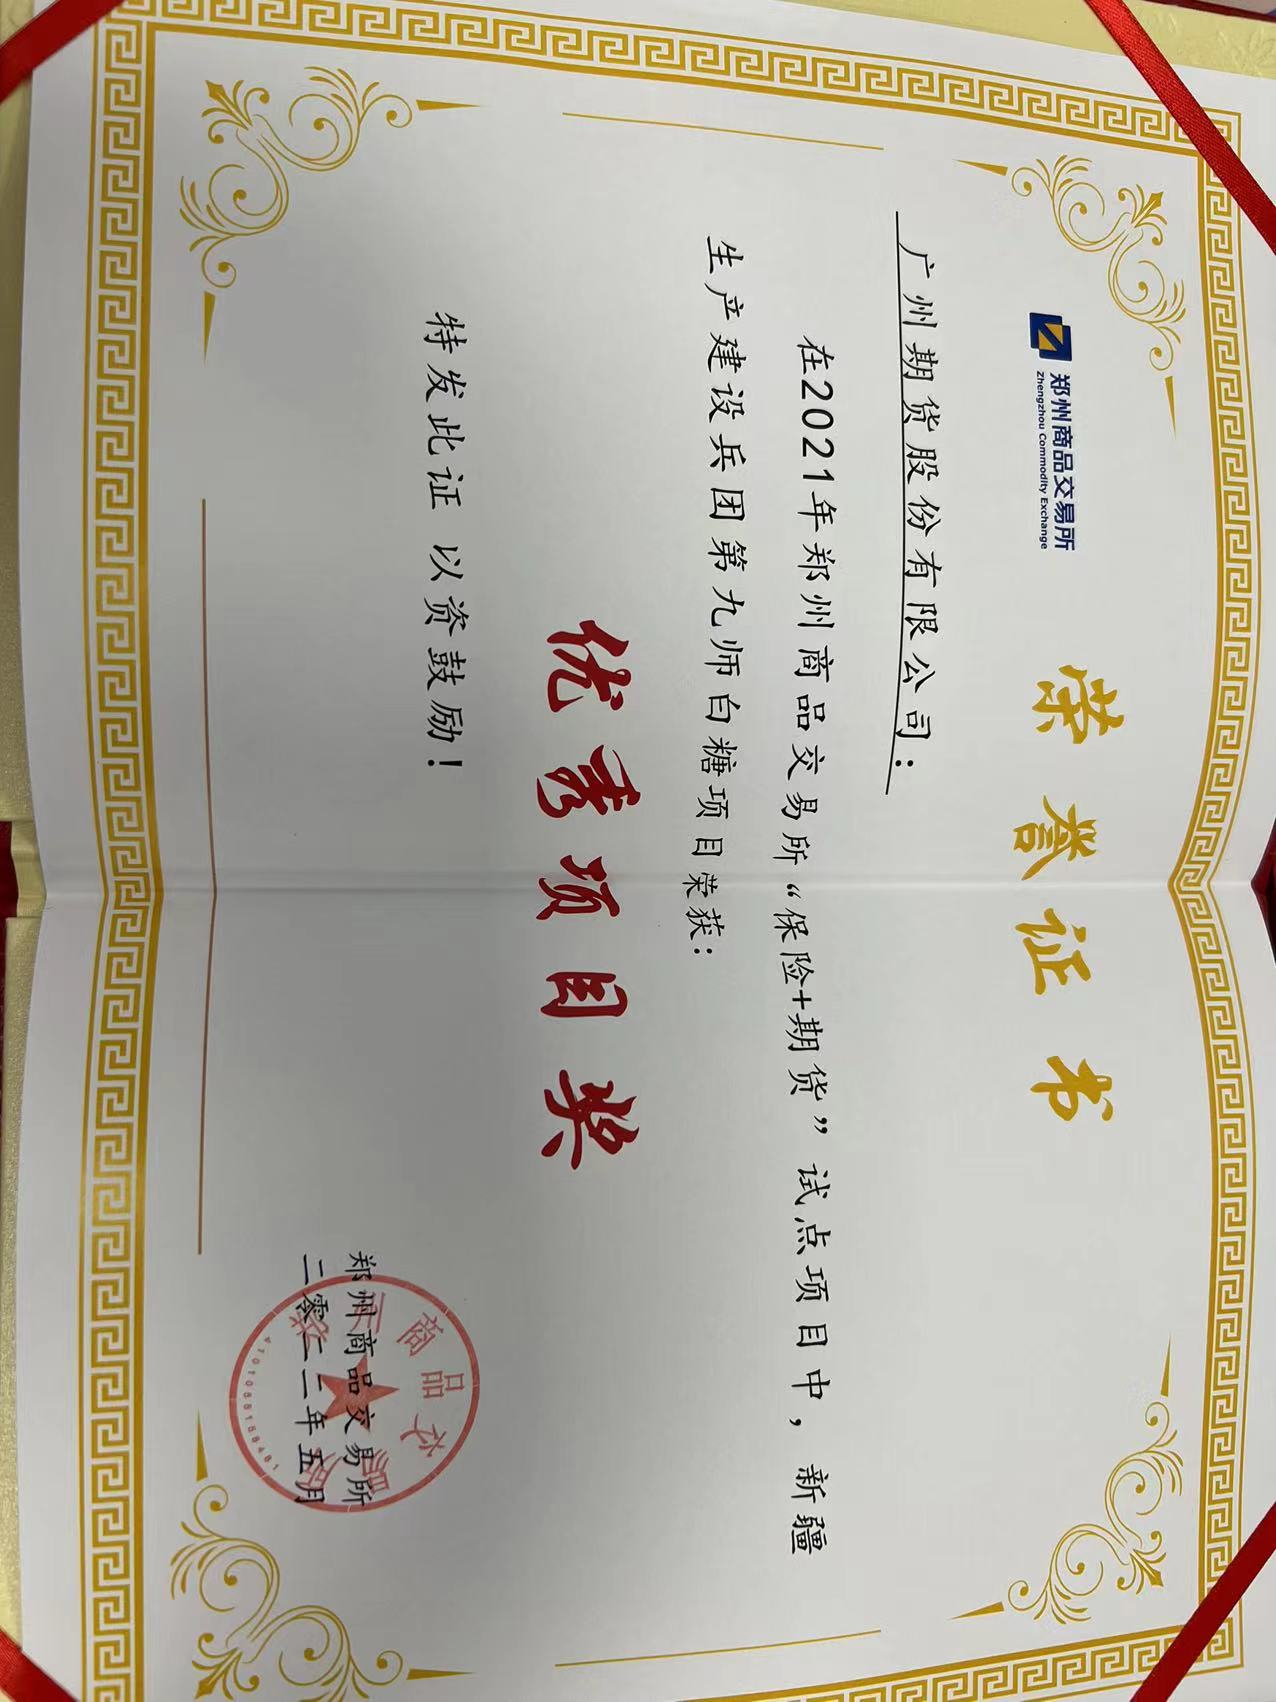 郑州商品交易所
Zhengzhou Commodity Exchange
荣誉证书
广州期货股份有限公司：
在2021年郑州商品交易所“保险+期货”试点项目中，新疆
生产建设兵团第九师白糖项目荣获：
优秀项目奖
特发此证 以资鼓励！
郑州商品交易所
二零二二年五月